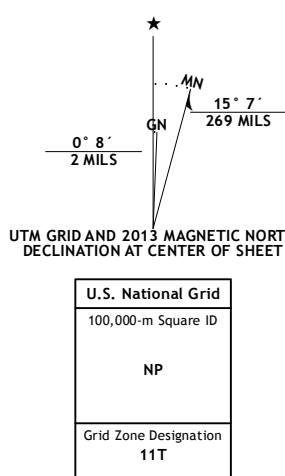 ★
MN
15° 7´
269 MILS
GN
0° 8´
2 MILS
UTM GRID AND 2013 MAGNETIC NORT
DECLINATION AT CENTER OF SHEET
U.S. National Grid
100,000-m Square ID
NP
Grid Zone Designation
11T